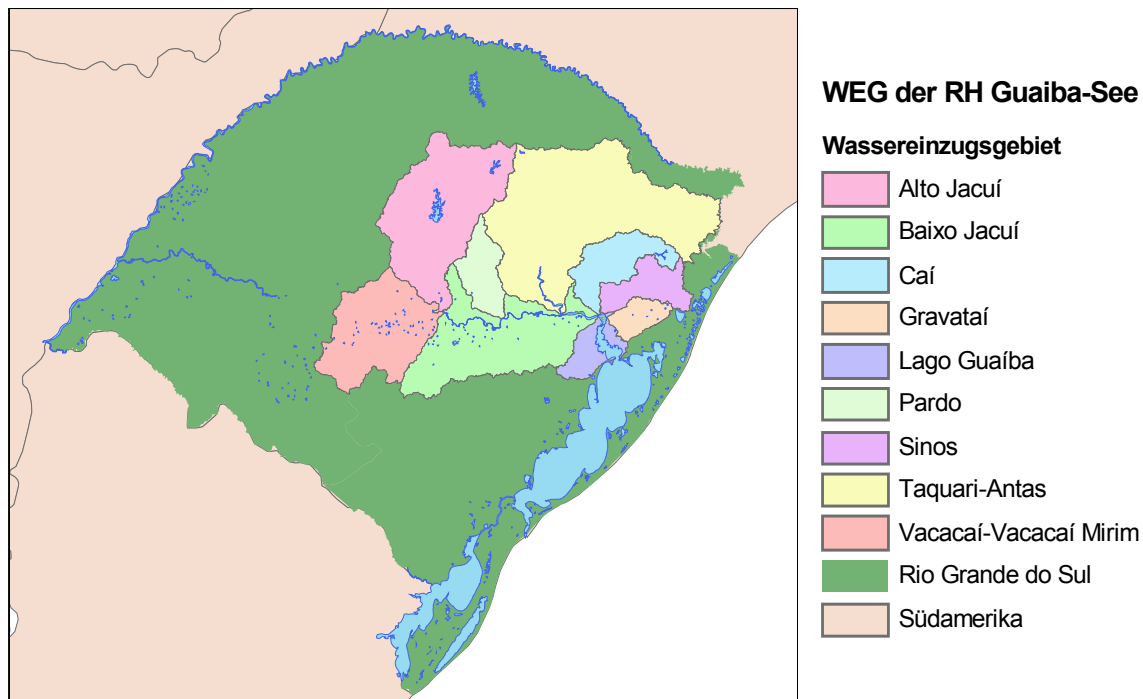 WEG der RH Guaiba-See
Wassereinzugsgebiet
Alto Jacuí
Baixo Jacuí
Caí
Gravataí
Lago Guaíba
Pardo
Sinos
Taquari-Antas
Vacacaí-Vacacaí Mirim
Rio Grande do Sul
Südamerika